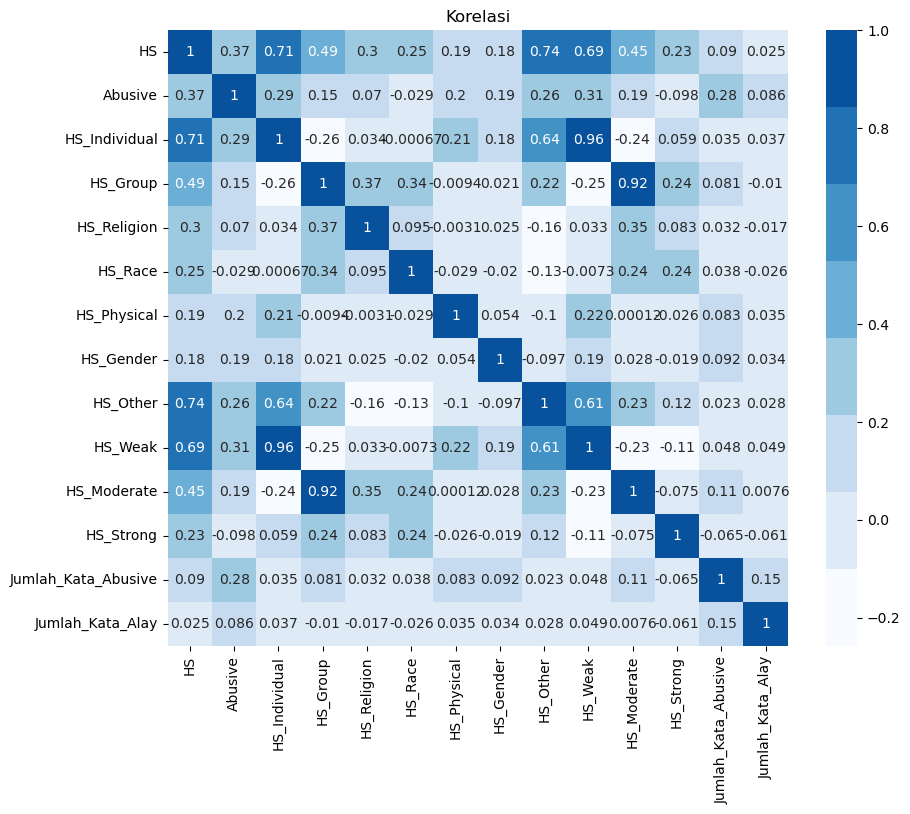 Korelasi
HS 1 0.37 0.71 0.49 0.3 0.25 0.19 0.18 0.74 0.69 0.45 0.23 0.09 0.025
Abusive 0.37 1 0.29 0.15 0.07 -0.029 0.2 0.19 0.26 0.31 0.19 -0.098 0.28 0.086
HS_Individual 0.71 0.29 1 -0.26 0.034 -0.00067 0.21 0.18 0.64 0.96 -0.24 0.059 0.035 0.037
HS_Group 0.49 0.15 -0.26 1 0.37 0.34 -0.0094 0.021 0.22 -0.25 0.92 0.24 0.081 -0.01
HS_Religion 0.3 0.07 0.034 0.37 1 0.095 -0.0031 0.025 -0.16 0.033 0.35 0.083 0.032 -0.017
HS_Race 0.25 -0.029 -0.00067 0.34 0.095 1 -0.029 -0.02 -0.13 -0.0073 0.24 0.24 0.038 -0.026
HS_Physical 0.19 0.2 0.21 -0.0094 -0.0031 -0.029 1 0.054 -0.1 0.22 0.00012 -0.026 0.083 0.035
HS_Gender 0.18 0.19 0.18 0.021 0.025 -0.02 0.054 1 -0.097 0.19 0.028 -0.019 0.092 0.034
HS_Other 0.74 0.26 0.64 0.22 -0.16 -0.13 -0.1 -0.097 1 0.61 0.23 0.12 0.023 0.028
HS_Weak 0.69 0.31 0.96 -0.25 0.033 -0.0073 0.22 0.19 0.61 1 -0.23 -0.11 0.048 0.049
HS_Moderate 0.45 0.19 -0.24 0.92 0.35 0.24 0.00012 0.028 0.23 -0.23 1 -0.075 0.11 0.0076
HS_Strong 0.23 -0.098 0.059 0.24 0.083 0.24 -0.026 -0.019 0.12 -0.11 -0.075 1 -0.065 -0.061
Jumlah_Kata_Abusive 0.09 0.28 0.035 0.081 0.032 0.038 0.083 0.092 0.023 0.048 0.11 -0.065 1 0.15
Jumlah_Kata_Alay 0.025 0.086 0.037 -0.01 -0.017 -0.026 0.035 0.034 0.028 0.049 0.0076 -0.061 0.15 1
HS
Abusive
HS_Individual
HS_Group
HS_Religion
HS_Race
HS_Physical
HS_Gender
HS_Other
HS_Weak
HS_Moderate
HS_Strong
Jumlah_Kata_Abusive
Jumlah_Kata_Alay
1.0
0.8
0.6
0.4
0.2
0.0
−0.2